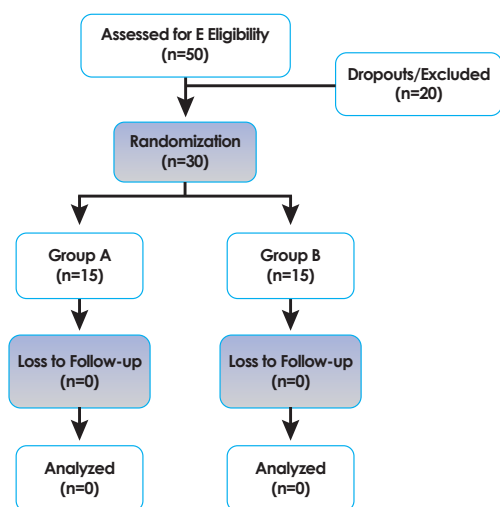 Assessed for E Eligibility
(n=50)
Dropouts/Excluded
(n=20)
Randomization
(n=30)
Group A
(n=15)
Group B
(n=15)
Loss to Follow-up
(n=0)
Loss to Follow-up
(n=0)
Analyzed
(n=0)
Analyzed
(n=0)